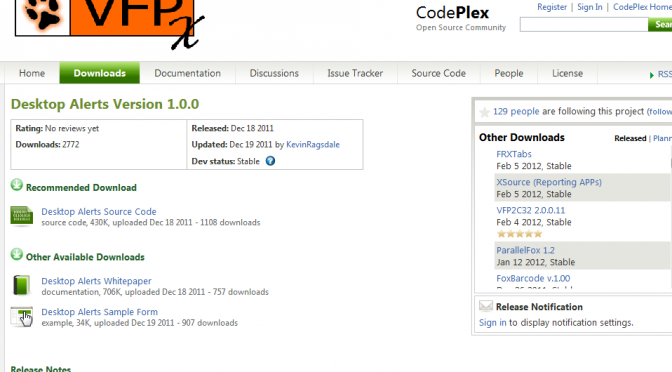 VFP
x
CodePlex
Open Source Community
Register | Sign In | CodePlex Home
Sear
Home Downloads Documentation Discussions Issue Tracker Source Code People License RSS
Desktop Alerts Version 1.0.0
Rating: No reviews yet
Downloads: 2772
Released: Dec 18 2011
Updated: Dec 19 2011 by KevinRagsdale
Dev status: Stable ?
Recommended Download
Desktop Alerts Source Code
source code, 430K, uploaded Dec 18 2011 - 1108 downloads
Other Available Downloads
Desktop Alerts Whitepaper
documentation, 706K, uploaded Dec 18 2011 - 757 downloads
Desktop Alerts Sample Form
example, 34K, uploaded Dec 19 2011 - 907 downloads
Release Notes
129 people are following this project (follow
Other Downloads Released | Plann
FRXTabs
Feb 5 2012, Stable
XSource (Reporting APPs)
Feb 5 2012, Stable
VFP2C32 2.0.0.11
Feb 4 2012, Stable
ParallelFox 1.2
Jan 12 2012, Stable
FoxBarcode v.1.00
Release Notification
Sign in to display notification settings.